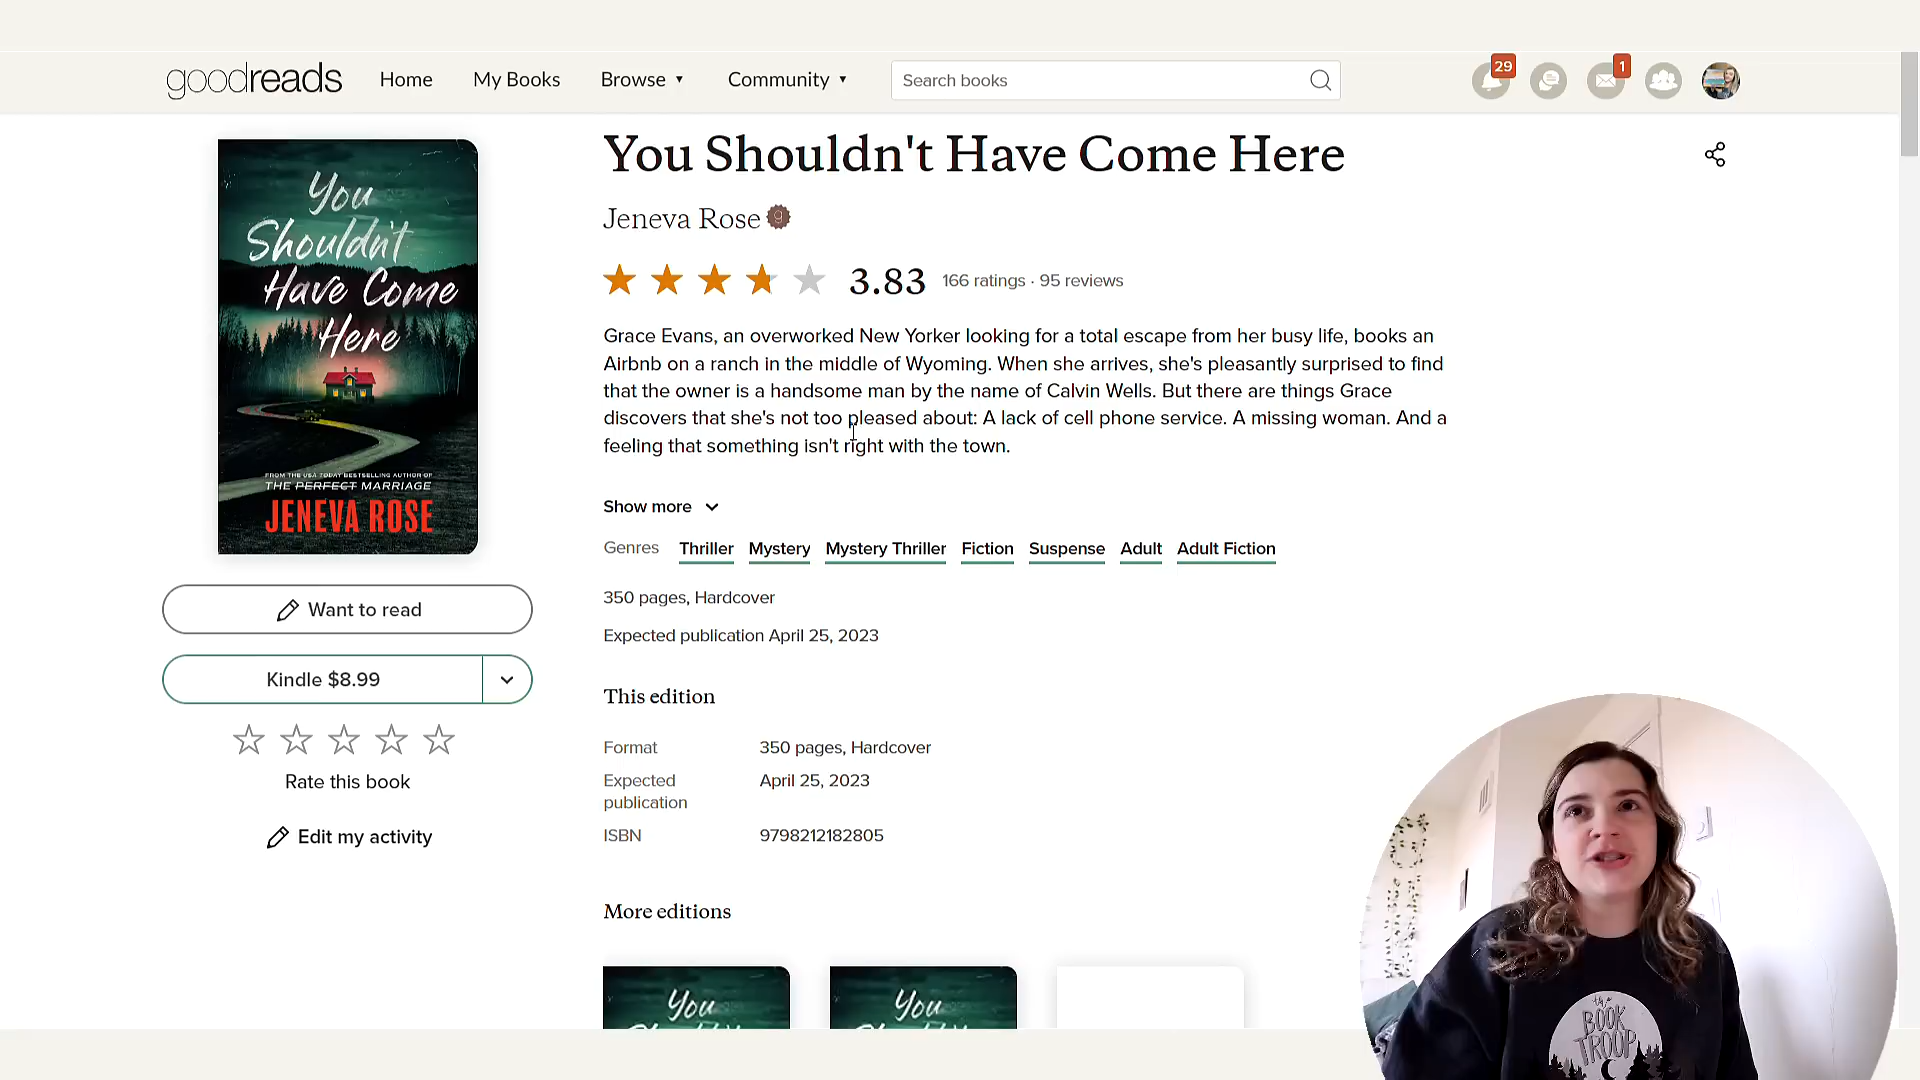 goodreads Home My Books Browse Community Search books 29 1
You Shouldn't Have Come Here
Jeneva Rose
3.83 166 ratings · 95 reviews
Grace Evans, an overworked New Yorker looking for a total escape from her busy life, books an
Airbnb on a ranch in the middle of Wyoming. When she arrives, she's pleasantly surprised to find
that the owner is a handsome man by the name of Calvin Wells. But there are things Grace
discovers that she's not too pleased about: A lack of cell phone service. A missing woman. And a
feeling that something isn't right with the town.
Show more
Genres Thriller Mystery Mystery Thriller Fiction Suspense Adult Adult Fiction
350 pages, Hardcover
Expected publication April 25, 2023
This edition
Format 350 pages, Hardcover
Expected
publication
April 25, 2023
ISBN 9798212182805
More editions
You
Shouldn't
Have Come
Here
FROM THE USA TODAY BESTSELLING AUTHOR OF
THE PERFECT MARRIAGE
JENEVA ROSE
Want to read
Kindle $8.99
Rate this book
Edit my activity
You
You
the
BOOK
TROOP